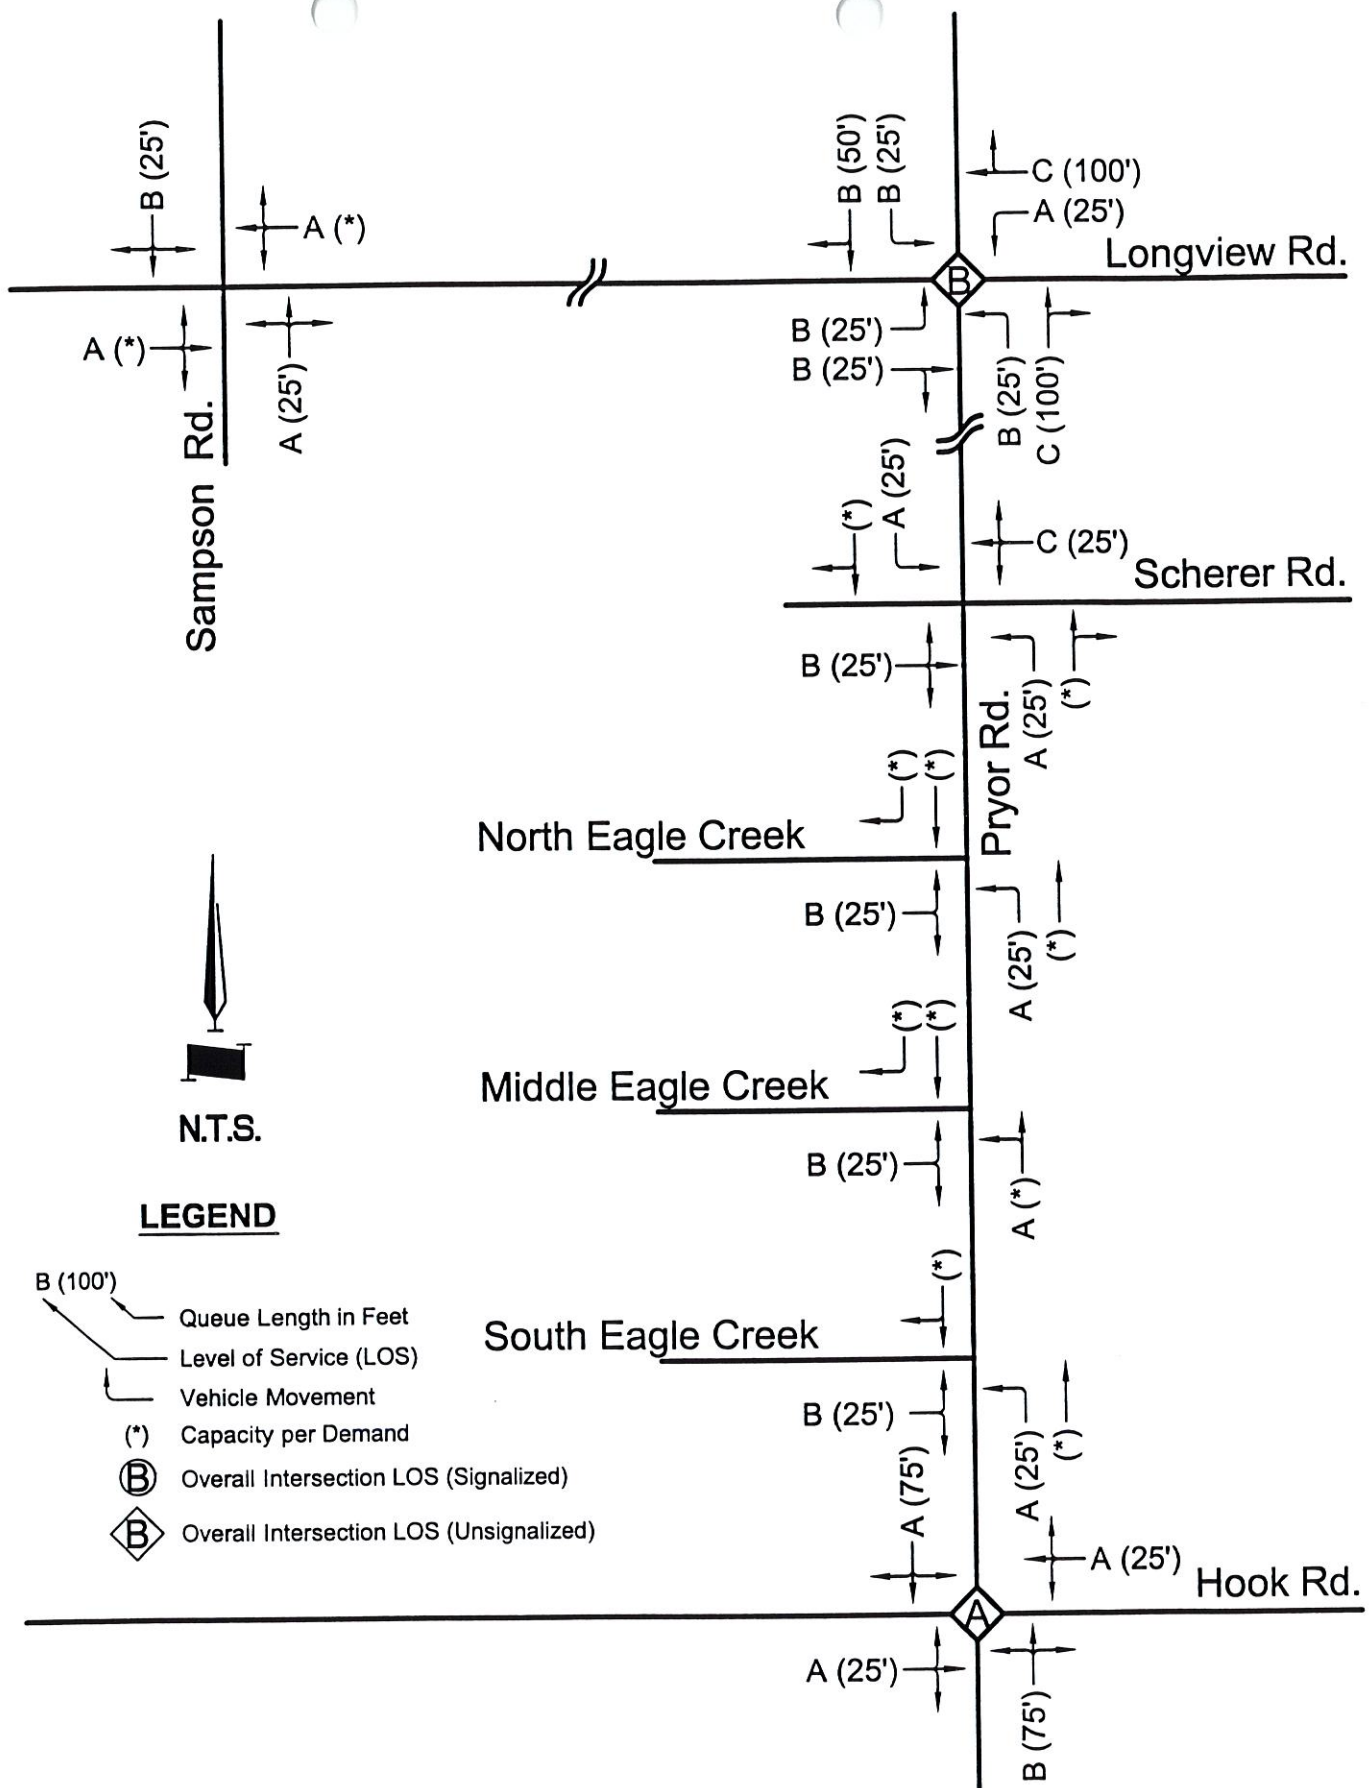 B (25')
A (*)
A (*)
A (25')
Sampson Rd.
B (50')
B (25')
C (100')
A (25')
Longview Rd.
B
B (25')
B (25')
B (25')
C (100')
(*)
A (25')
C (25')
Scherer Rd.
B (25')
A (25')
(*)
Pryor Rd.
(*)
(*)
North Eagle Creek
B (25')
A (25')
(*)
(*)
(*)
Middle Eagle Creek
B (25')
A (*)
(*)
South Eagle Creek
B (25')
A (25')
(*)
A (75')
A (25')
Hook Rd.
A
A (25')
B (75')
N
N.T.S.
LEGEND
B (100')
Queue Length in Feet
Level of Service (LOS)
Vehicle Movement
(*) Capacity per Demand
B Overall Intersection LOS (Signalized)
B Overall Intersection LOS (Unsignalized)